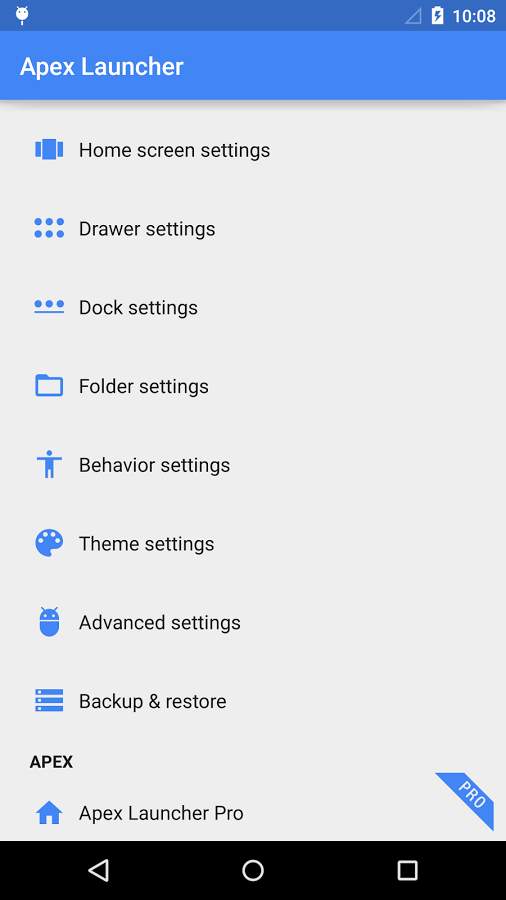 10:08
Apex Launcher
Home screen settings
Drawer settings
Dock settings
Folder settings
Behavior settings
Theme settings
Advanced settings
Backup & restore
APEX
Apex Launcher Pro
PRO